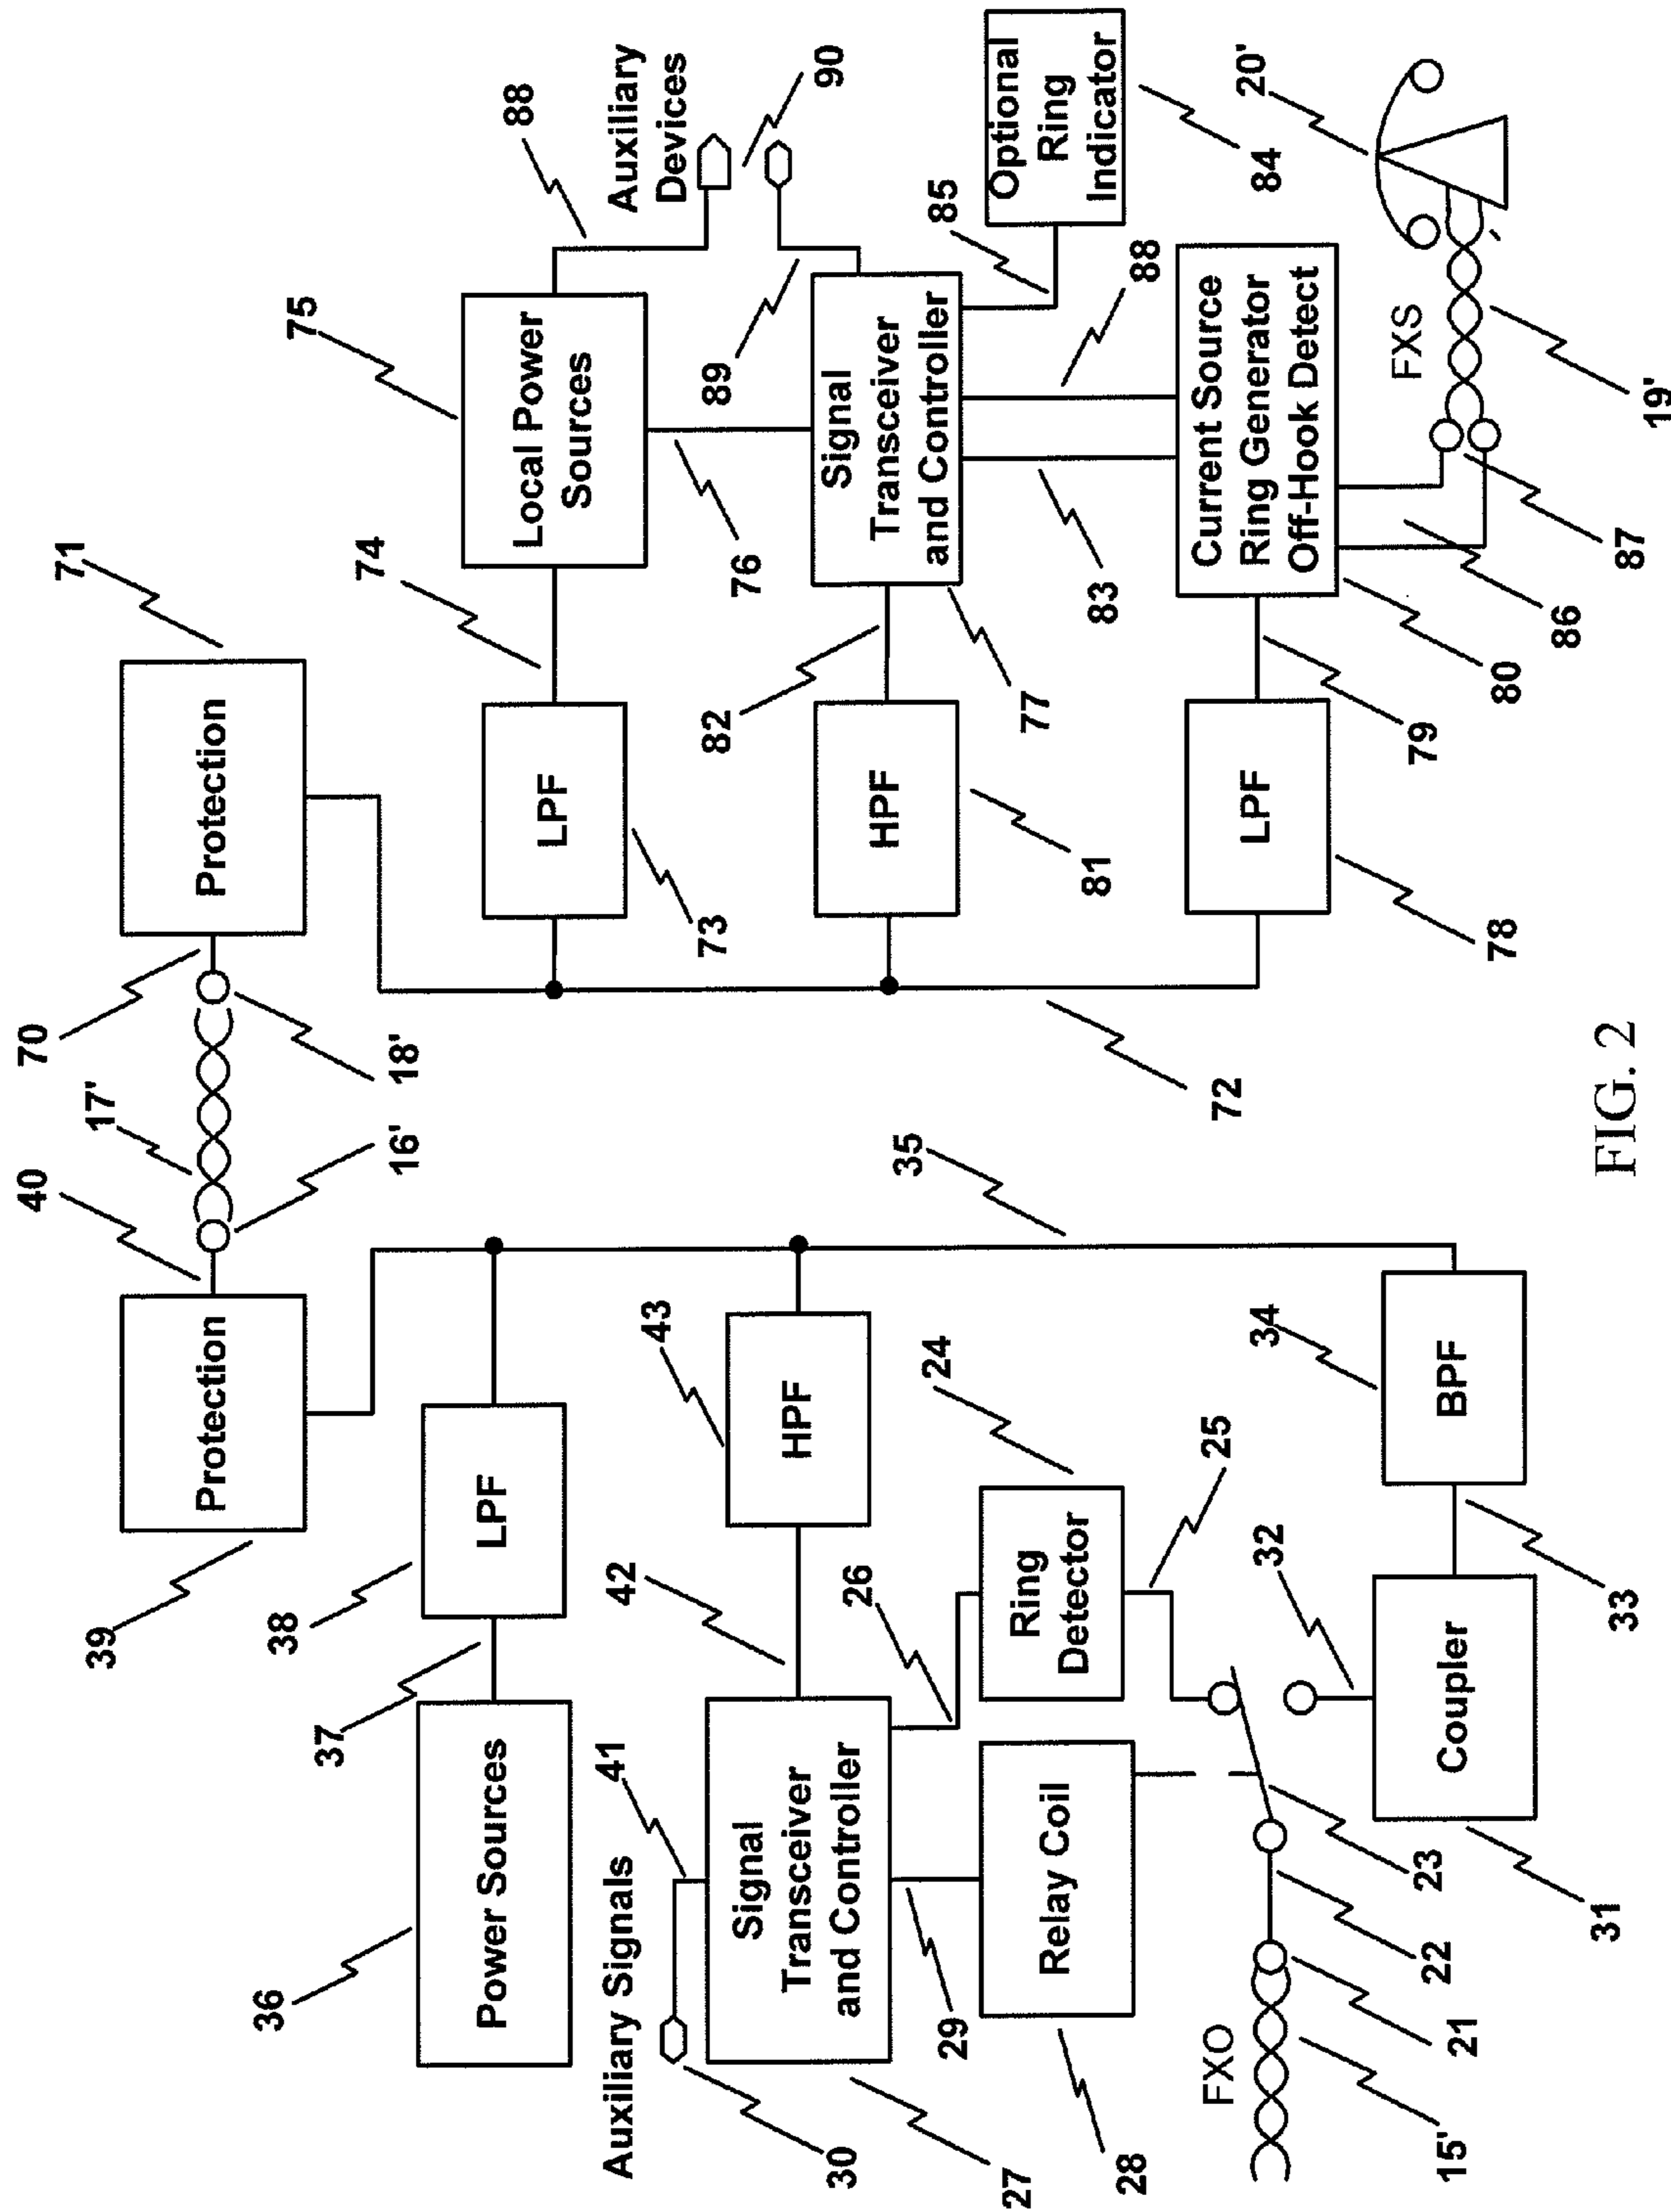 40
17'
70
16'
18'
71
39
Protection
Protection
74
75
88
Auxiliary
Devices
90
38
37
36
LPF
Power Sources
73
LPF
Local Power
Sources
76
89
Auxiliary Signals
30
41
42
43
35
Signal
Transceiver
and Controller
27
HPF
72
82
HPF
81
77
Signal
Transceiver
and Controller
85
Optional
Ring
Indicator
84
26
24
29
Relay Coil
28
Ring
Detector
25
83
88
FXO
15'
21
22
23
32
Coupler
31
33
BPF
34
LPF
78
79
Current Source
Ring Generator
Off-Hook Detect
80
86
87
FXS
19'
20'
FIG. 2